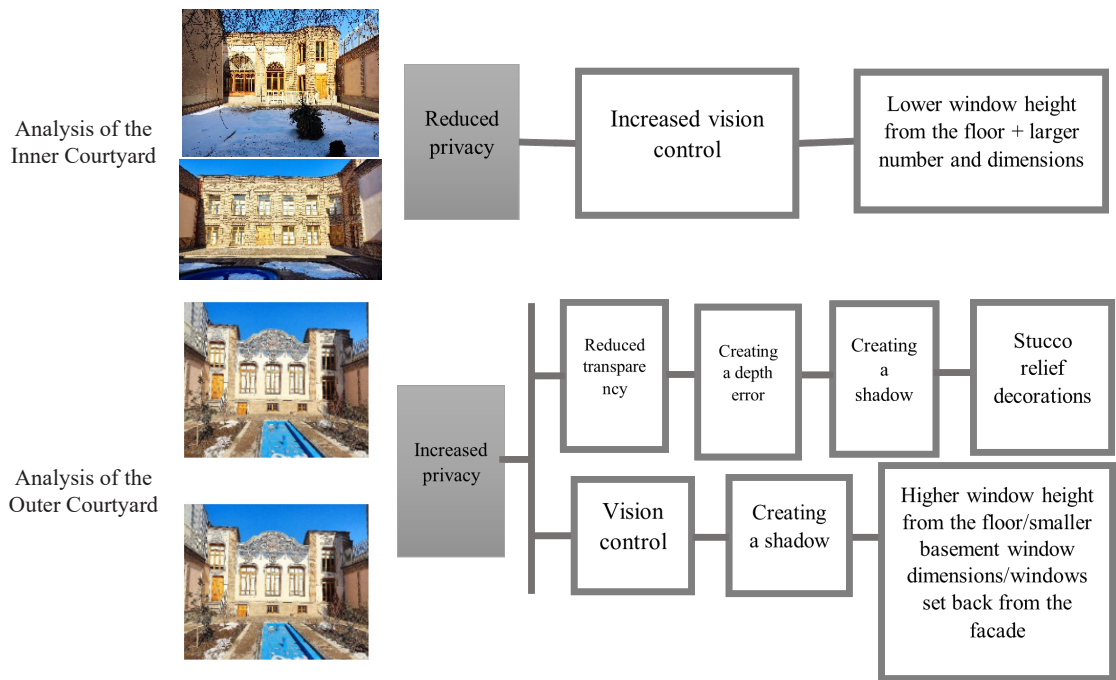 Analysis of the
Inner Courtyard
Reduced
privacy
Increased vision
control
Lower window height
from the floor + larger
number and dimensions
Analysis of the
Outer Courtyard
Increased
privacy
Reduced
transpare
ncy
Creating
a depth
error
Creating
a
shadow
Stucco
relief
decorations
Vision
control
Creating
a shadow
Higher window height
from the floor/smaller
basement window
dimensions/windows
set back from the
facade